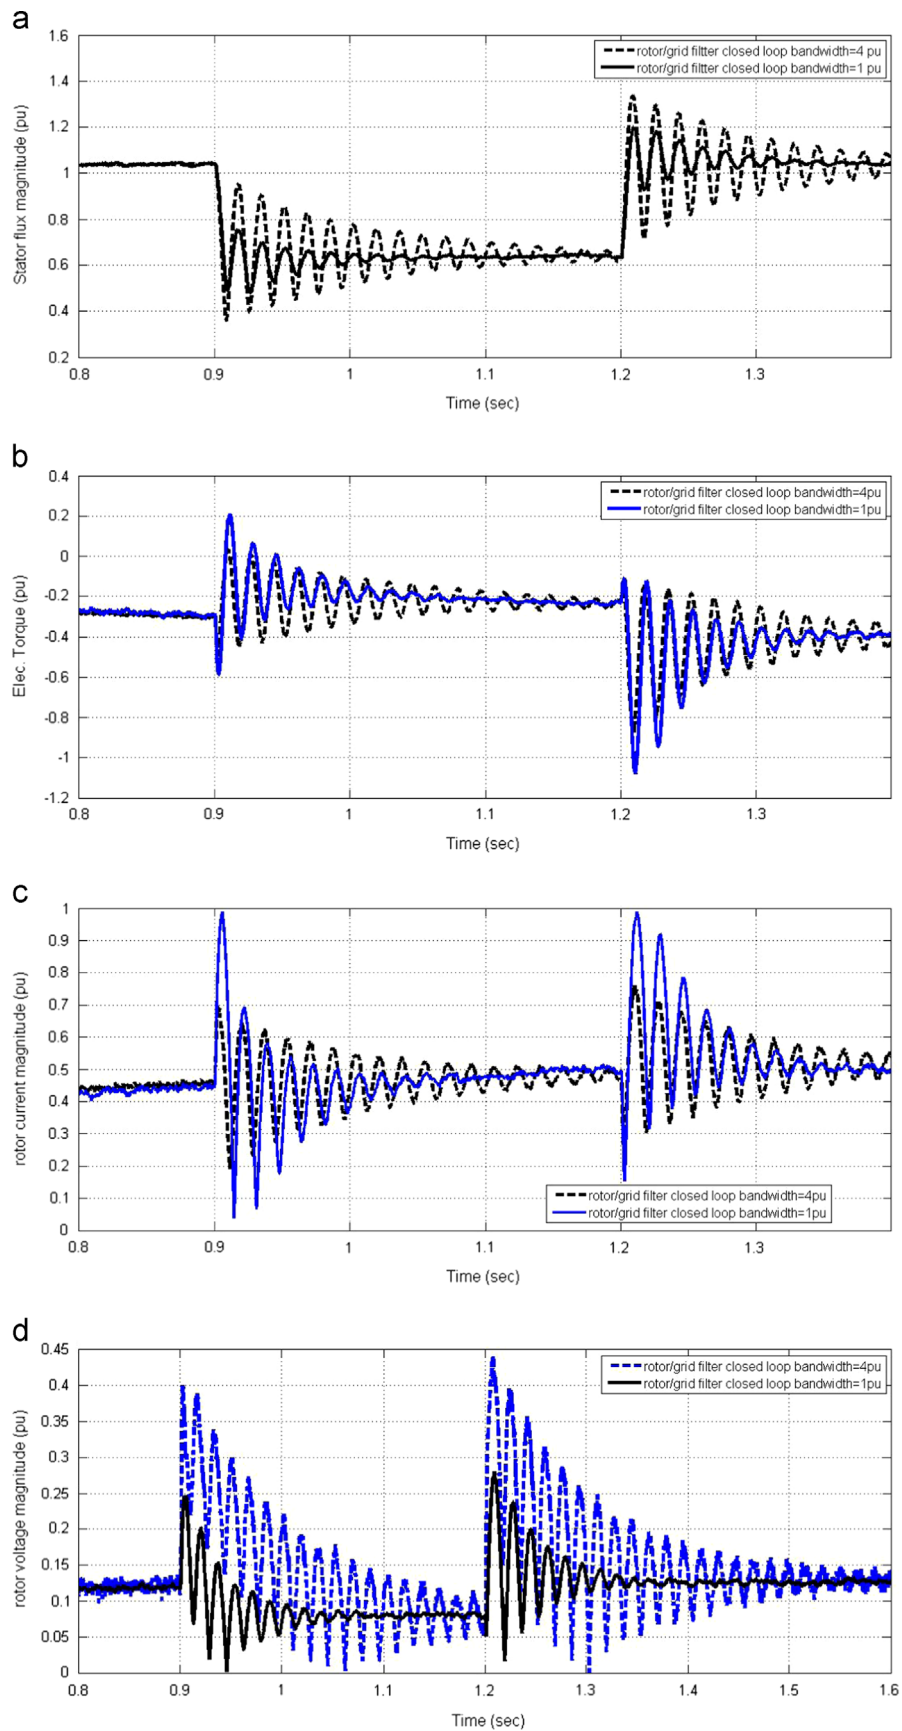 a
1.6
1.4
1.2
1
0.8
0.6
0.4
0.2
Stator flux magnitude (pu)
rotor/grid filtter closed loop bandwidth=4 pu
rotor/grid filtter closed loop bandwidth=1 pu
0.8 0.9 1 1.1 1.2 1.3
Time (sec)
b
0.4
0.2
0
-0.2
-0.4
-0.6
-0.8
-1
-1.2
Elec. Torque (pu)
rotor/grid filter closed loop bandwidth=4pu
rotor/grid filter closed loop bandwidth=1pu
0.8 0.9 1 1.1 1.2 1.3
Time (sec)
c
1
0.9
0.8
0.7
0.6
0.5
0.4
0.3
0.2
0.1
0
rotor current magnitude (pu)
rotor/grid filter closed loop bandwidth=4pu
rotor/grid filter closed loop bandwidth=1pu
0.8 0.9 1 1.1 1.2 1.3
Time (sec)
d
0.45
0.4
0.35
0.3
0.25
0.2
0.15
0.1
0.05
0
rotor voltage magnitude (pu)
rotor/grid filter closed loop bandwidth=4pu
rotor/grid filter closed loop bandwidth=1pu
0.8 0.9 1 1.1 1.2 1.3 1.4 1.5 1.6
Time (sec)